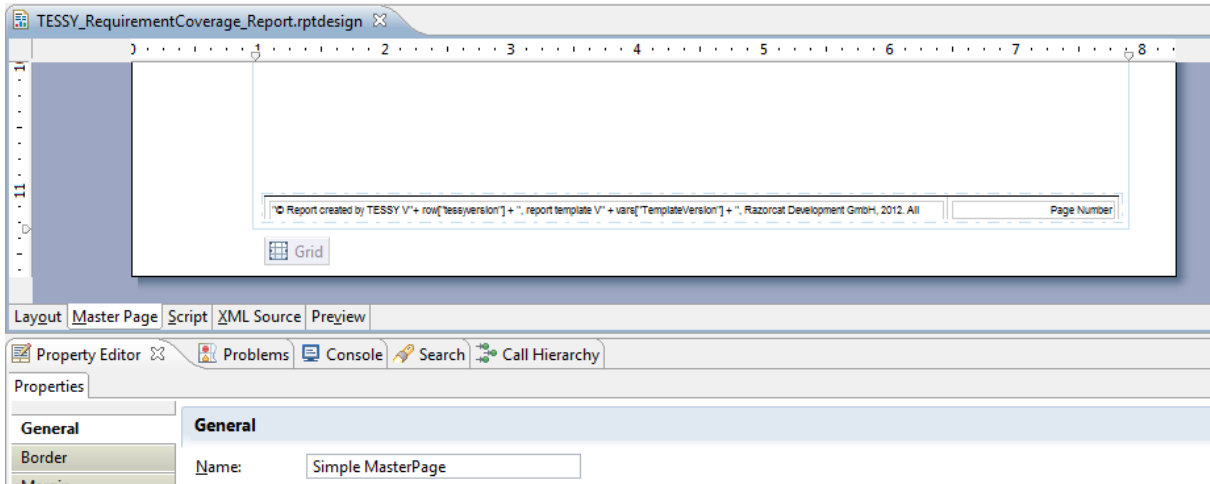 TESSY_RequirementCoverage_Report.rptdesign
0 1 2 3 4 5 6 7 8
11
"© Report created by TESSY V"+ row["tessyversion"] + ", report template V" + vars["TemplateVersion"] + ", Razorcat Development GmbH, 2012. All Page Number
Grid
Layout Master Page Script XML Source Preview
Property Editor Problems Console Search Call Hierarchy
Properties
General General
Border
Name: Simple MasterPage